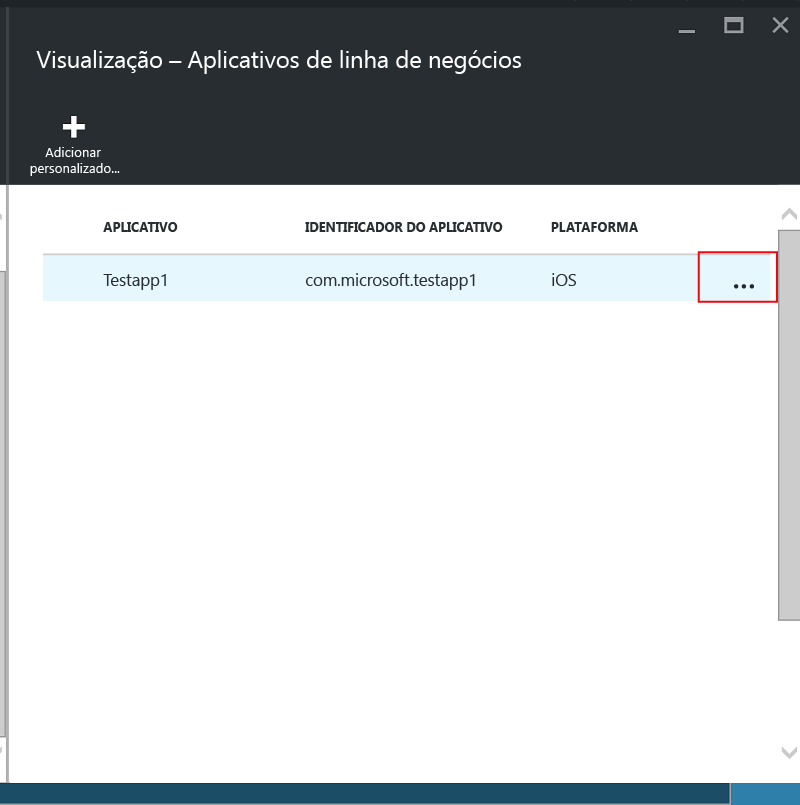 Visualização – Aplicativos de linha de negócios
Adicionar
personalizado...
APLICATIVO IDENTIFICADOR DO APLICATIVO PLATAFORMA
Testapp1 com.microsoft.testapp1 iOS ...